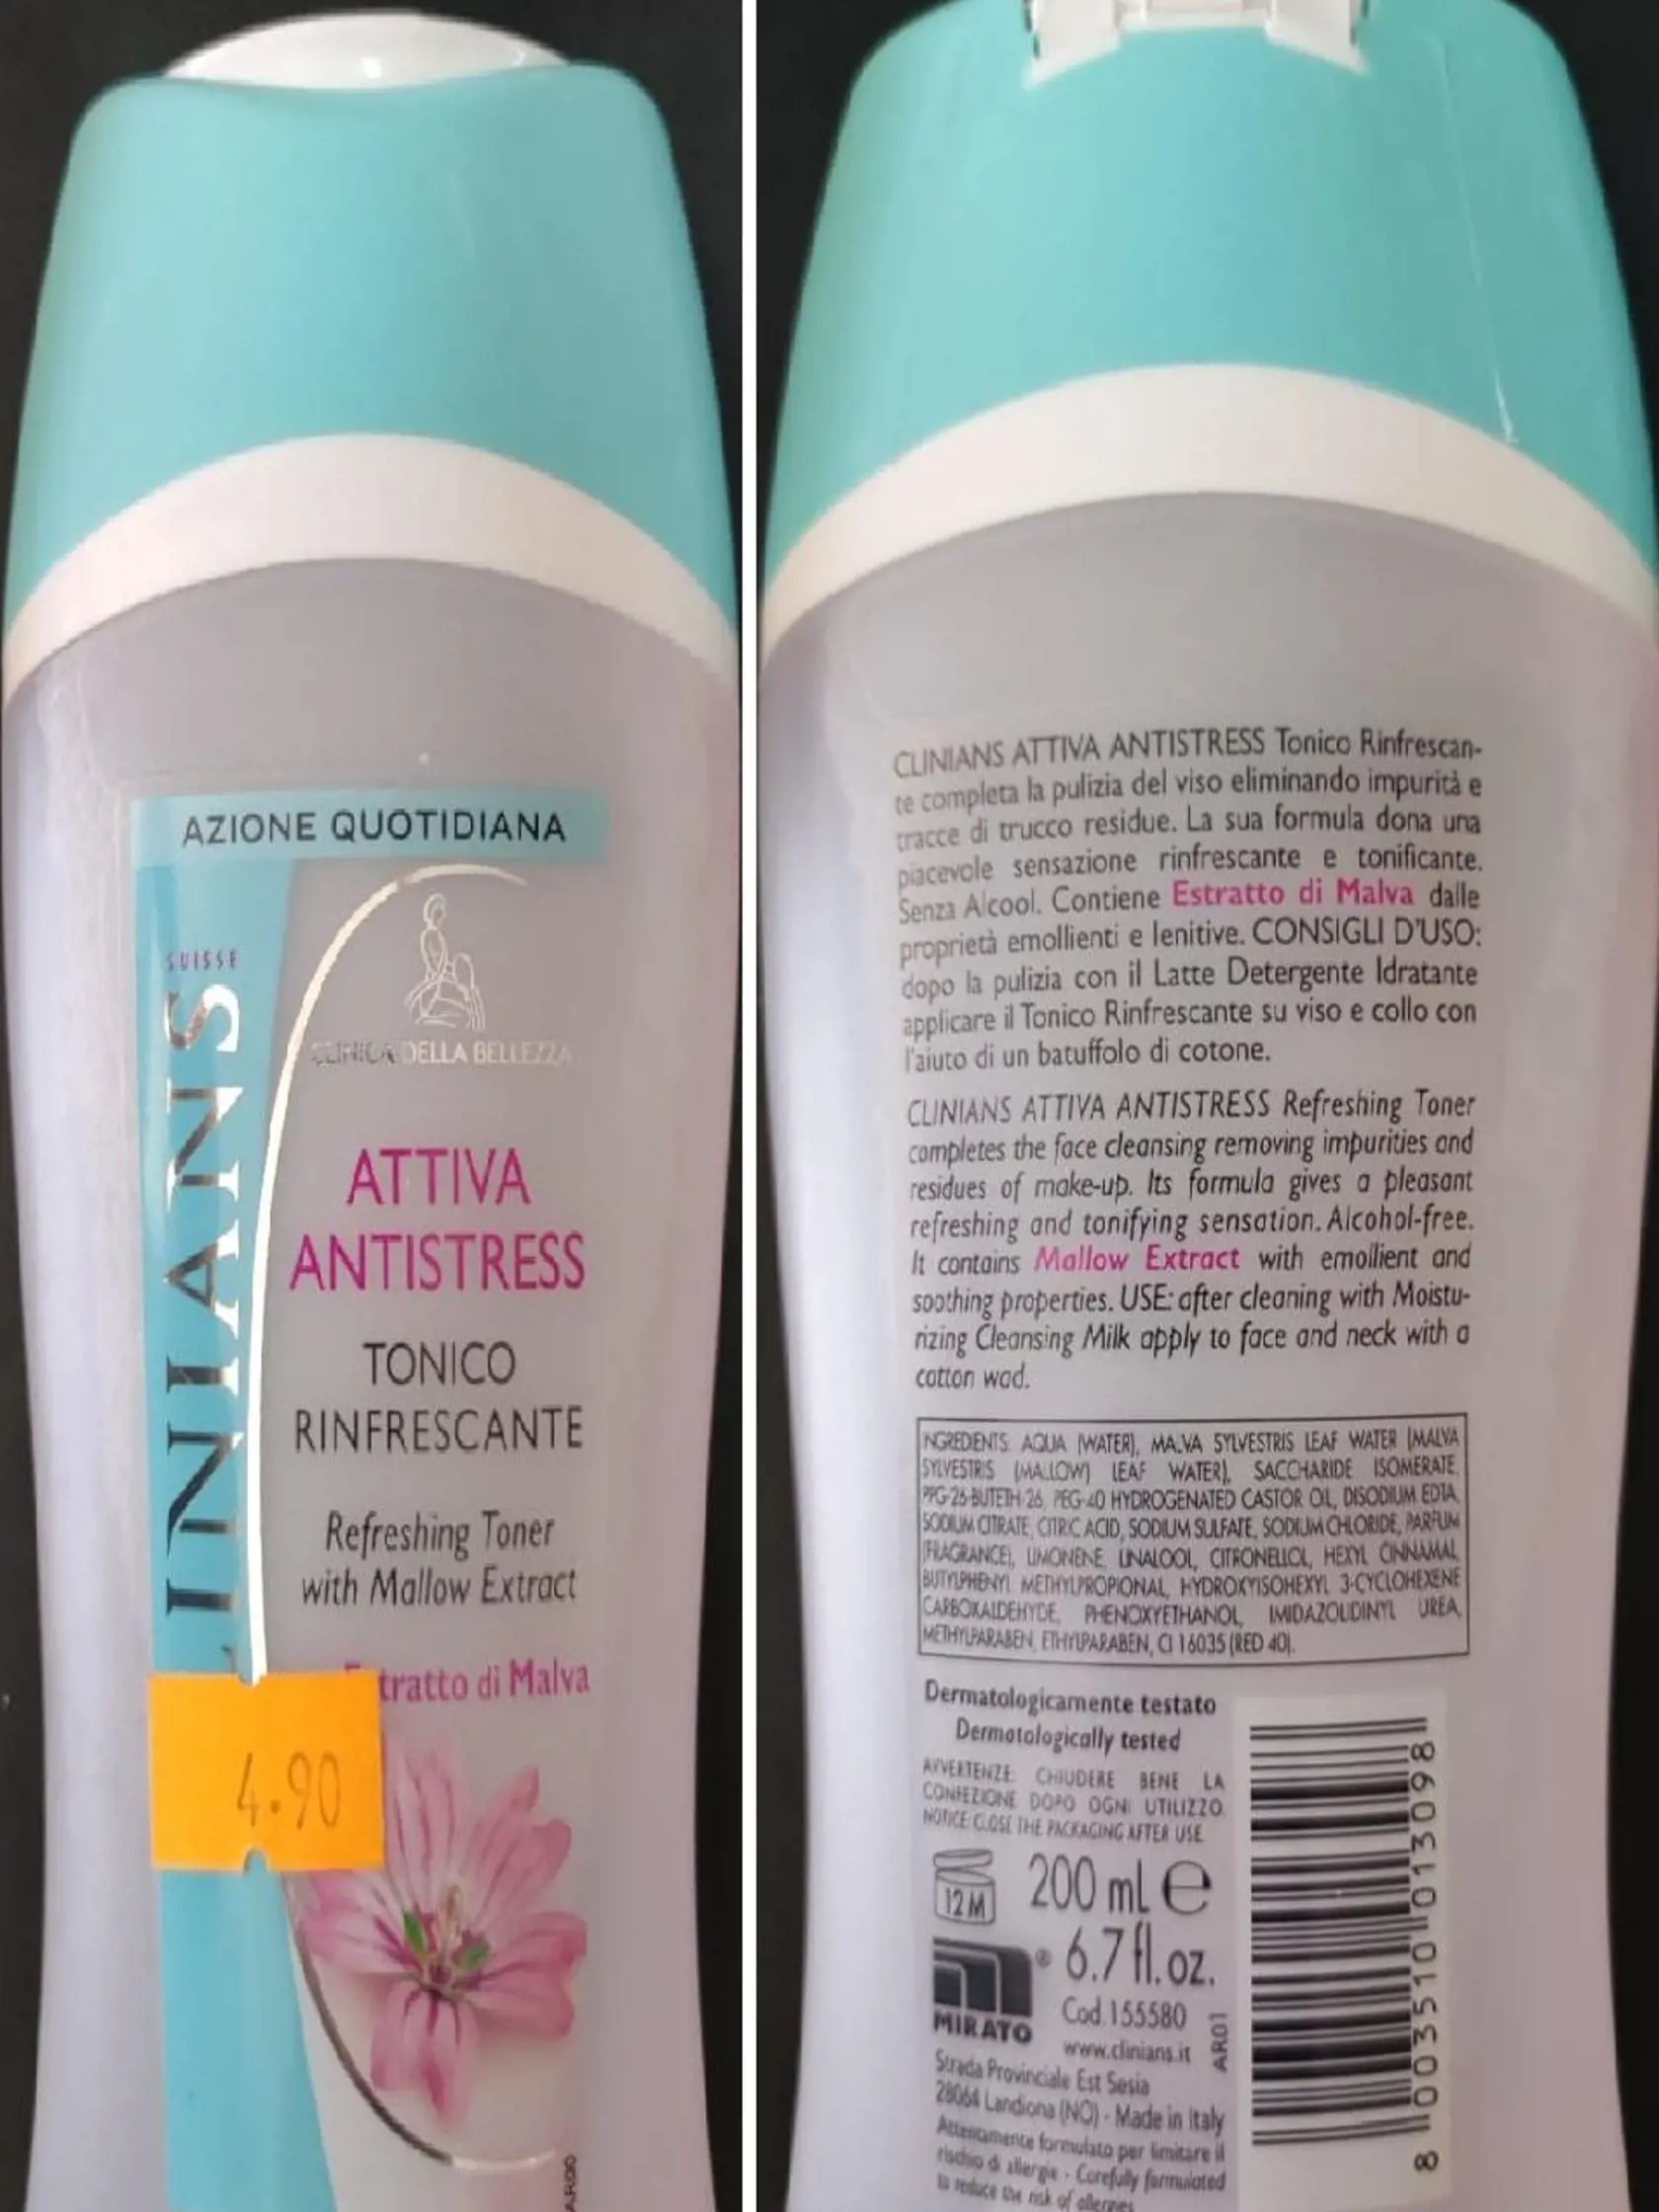 AZIONE QUOTIDIANA
SUISSE
CLINIANS
CLINICA DELLA BELLEZZA
ATTIVA
ANTISTRESS
TONICO
RINFRESCANTE
Refreshing Toner
with Mallow Extract
Estratto di Malva
4.90
CLINIANS ATTIVA ANTISTRESS Tonico Rinfrescan-
te completa la pulizia del viso eliminando impurità e
tracce di trucco residue. La sua formula dona una
piacevole sensazione rinfrescante e tonificante.
Senza Alcool. Contiene Estratto di Malva dalle
proprietà emollienti e lenitive. CONSIGLI D'USO:
dopo la pulizia con il Latte Detergente Idratante
applicare il Tonico Rinfrescante su viso e collo con
l'aiuto di un batuffolo di cotone.
CLINIANS ATTIVA ANTISTRESS Refreshing Toner
completes the face cleansing removing impurities and
residues of make-up. Its formula gives a pleasant
refreshing and tonifying sensation. Alcohol-free.
It contains Mallow Extract with emollient and
soothing properties. USE: after cleaning with Moistu-
rizing Cleansing Milk apply to face and neck with a
cotton wad.
INGREDIENTS: AQUA (WATER), MALVA SYLVESTRIS LEAF WATER (MALVA
SYLVESTRIS (MALLOW) LEAF WATER), SACCHARIDE ISOMERATE,
PPG-26-BUTETH-26, PEG-40 HYDROGENATED CASTOR OIL, DISODIUM EDTA,
SODIUM CITRATE, CITRIC ACID, SODIUM SULFATE, SODIUM CHLORIDE, PARFUM
(FRAGRANCE), LIMONENE, LINALOOL, CITRONELLOL, HEXYL CINNAMAL,
BUTYLPHENYL METHYLPROPIONAL, HYDROXYISOHEXYL 3-CYCLOHEXENE
CARBOXALDEHYDE, PHENOXYETHANOL, IMIDAZOLIDINYL UREA,
METHYLPARABEN, ETHYLPARABEN, CI 16035 (RED 40).
Dermatologicamente testato
Dermatologically tested
AVVERTENZE: CHIUDERE BENE LA
CONFEZIONE DOPO OGNI UTILIZZO.
NOTICE: CLOSE THE PACKAGING AFTER USE.
12M
200 ml e
6.7 fl. oz.
MIRATO ®
Cod. 155580
www.clinians.it
AR01
Strada Provinciale Est Sesia
28064 Landiona (NO) - Made in Italy
Attentamente formulato per limitare il
rischio di allergie - Carefully formulated
to reduce the risk of allergies
8 003510 013098